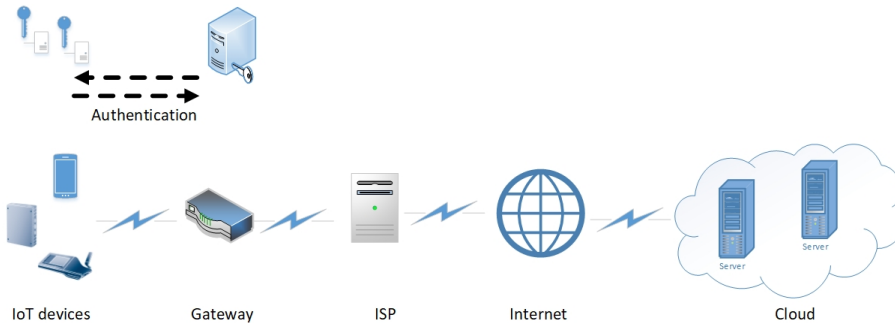 Authentication
Server
Server
IoT devices
Gateway
ISP
Internet
Cloud